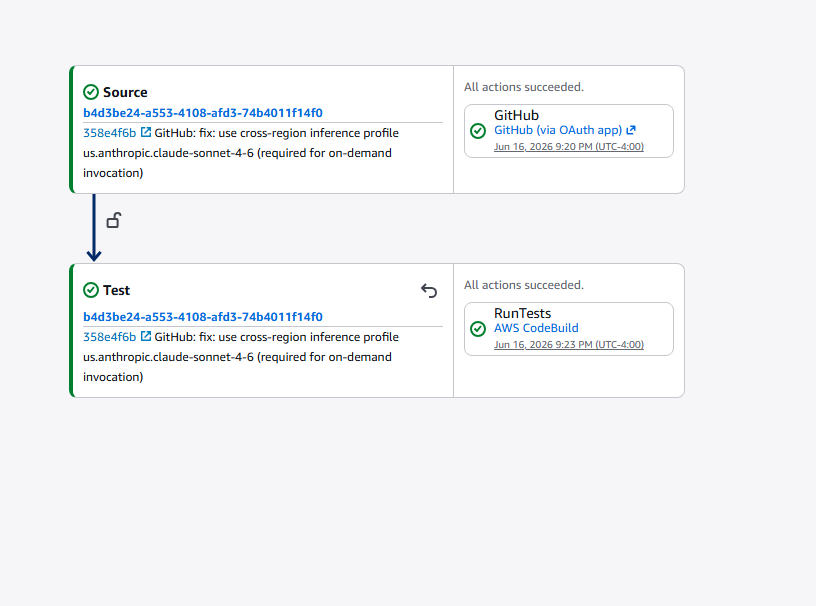 Source
b4d3be24-a553-4108-afd3-74b4011f14f0
358e4f6b GitHub: fix: use cross-region inference profile
us.anthropic.claude-sonnet-4-6 (required for on-demand
invocation)
All actions succeeded.
GitHub
GitHub (via OAuth app)
Jun 16, 2026 9:20 PM (UTC-4:00)
Test
b4d3be24-a553-4108-afd3-74b4011f14f0
358e4f6b GitHub: fix: use cross-region inference profile
us.anthropic.claude-sonnet-4-6 (required for on-demand
invocation)
All actions succeeded.
RunTests
AWS CodeBuild
Jun 16, 2026 9:23 PM (UTC-4:00)